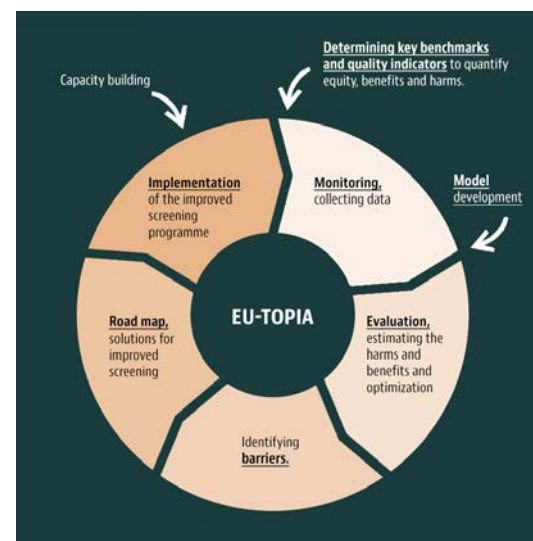 Determining key benchmarks
and quality indicators to quantify
equity, benefits and harms.
Capacity building
Implementation
of the improved
screening
programme
Monitoring,
collecting data
Model
development
EU-TOPIA
Road map,
solutions for
improved
screening
Evaluation,
estimating the
harms and
benefits and
optimization
Identifying
barriers.